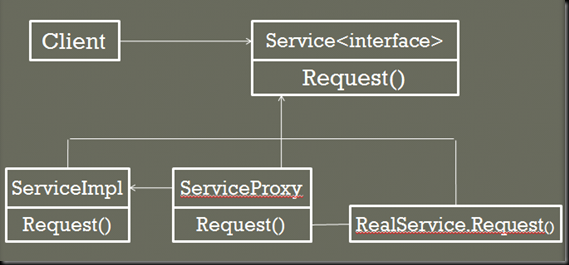 Client
Service<interface>
Request()
ServiceImpl
Request()
ServiceProxy
Request()
RealService.Request()